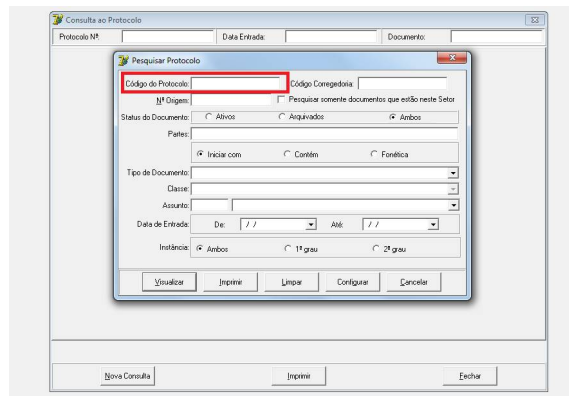 Consulta ao Protocolo
Protocolo Nº: Data Entrada: Documento:
Pesquisar Protocolo
Código do Protocolo: Código Corregedoria:
Nº Origem: Pesquisar somente documentos que estão neste Setor
Status do Documento: Ativos Arquivados Ambos
Partes:
Iniciar com Contém Fonética
Tipo de Documento:
Classe:
Assunto:
Data de Entrada: De: / / Até: / /
Instância: Ambos 1º grau 2º grau
Visualizar Imprimir Limpar Configurar Cancelar
Nova Consulta Imprimir Fechar